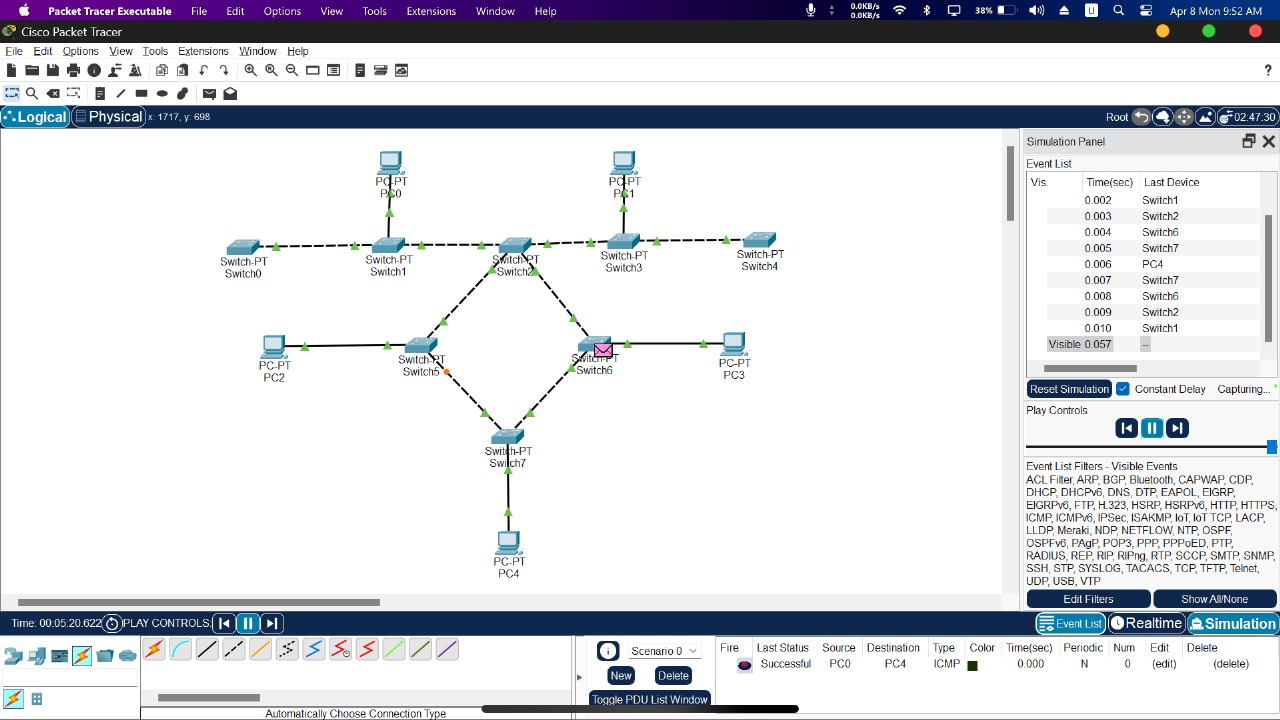 Packet Tracer Executable File Edit Options View Tools Extensions Window Help 0.0KB/s 0.0KB/s 38% U Apr 8 Mon 9:52 AM
Cisco Packet Tracer
File Edit Options View Tools Extensions Window Help
?
Logical Physical x: 1717, y: 698 Root 02:47:30
Simulation Panel
Event List
Vis. Time(sec) Last Device
0.002 Switch1
0.003 Switch2
0.004 Switch6
0.005 Switch7
0.006 PC4
0.007 Switch7
0.008 Switch6
0.009 Switch2
0.010 Switch1
Visible 0.057 --
Reset Simulation Constant Delay Capturing... *
Play Controls
Event List Filters - Visible Events
ACL Filter, ARP, BGP, Bluetooth, CAPWAP, CDP,
DHCP, DHCPv6, DNS, DTP, EAPOL, EIGRP,
EIGRPv6, FTP, H.323, HSRP, HSRPv6, HTTP, HTTPS,
ICMP, ICMPv6, IPSec, ISAKMP, IoT, IoT TCP, LACP,
LLDP, Meraki, NDP, NETFLOW, NTP, OSPF,
OSPFv6, PAgP, POP3, PPP, PPPoED, PTP,
RADIUS, REP, RIP, RIPng, RTP, SCCP, SMTP, SNMP,
SSH, STP, SYSLOG, TACACS, TCP, TFTP, Telnet,
UDP, USB, VTP
Edit Filters Show All/None
PC-PT
PC0
PC-PT
PC1
Switch-PT
Switch0
Switch-PT
Switch1
Switch-PT
Switch2
Switch-PT
Switch3
Switch-PT
Switch4
PC-PT
PC2
Switch-PT
Switch5
Switch-PT
Switch6
PC-PT
PC3
Switch-PT
Switch7
PC-PT
PC4
Time: 00:05:20.622 PLAY CONTROLS: Event List Realtime Simulation
Automatically Choose Connection Type
Scenario 0
New Delete
Toggle PDU List Window
Fire Last Status Source Destination Type Color Time(sec) Periodic Num Edit Delete
Successful PC0 PC4 ICMP 0.000 N 0 (edit) (delete)